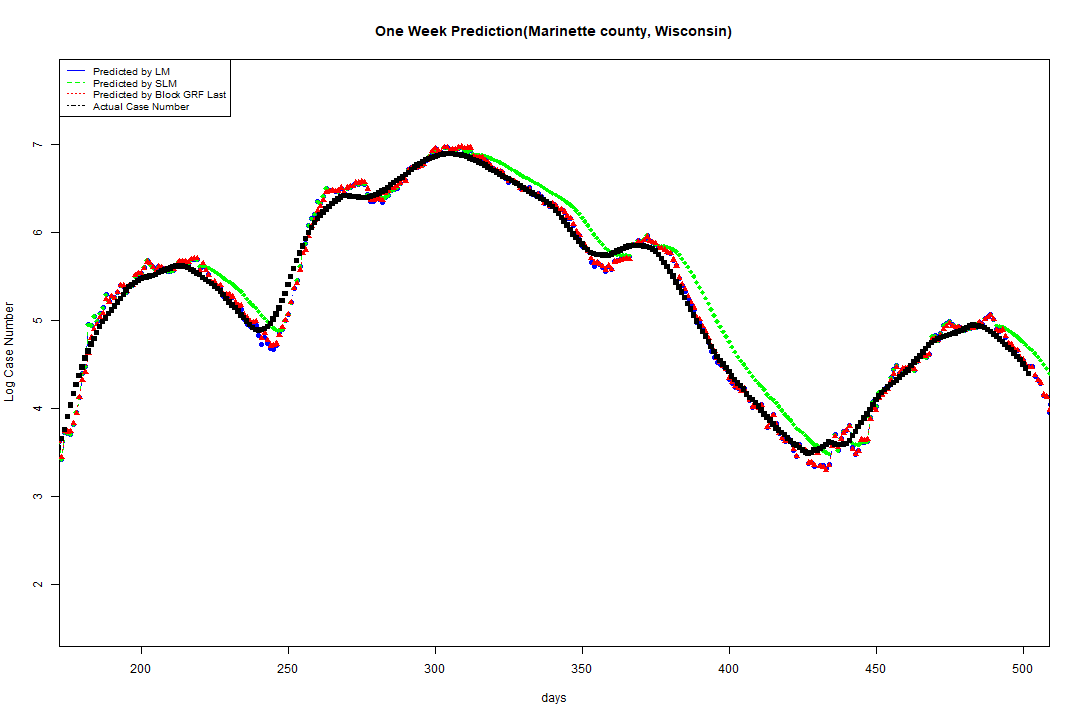 One Week Prediction(Marinette county, Wisconsin)
Predicted by LM
Predicted by SLM
Predicted by Block GRF Last
Actual Case Number
7
6
5
4
3
2
Log Case Number
200 250 300 350 400 450 500
days